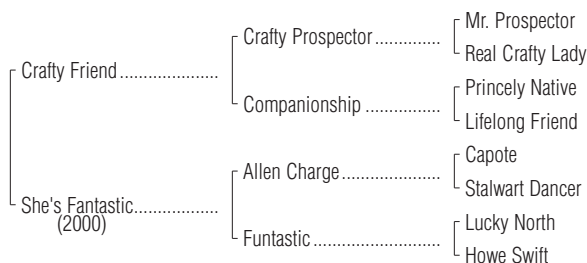 Mr. Prospector
Crafty Prospector................
Real Crafty Lady
Crafty Friend....................
Princely Native
Companionship ..................
Lifelong Friend
Capote
Allen Charge........................
Stalwart Dancer
She's Fantastic.................
(2000)
Lucky North
Funtastic ...............................
Howe Swift